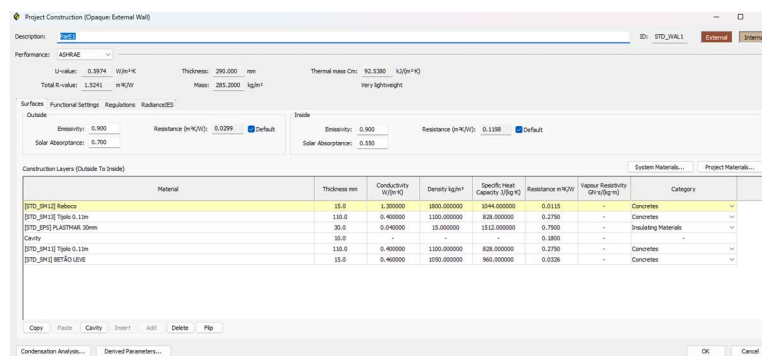 Project Construction (Opaque: External Wall)
Description: ParE1 ID: STD_WAL1 External Interna
Performance: ASHRAE
U-value: 0.5974 W/m²·K Thickness: 290.000 mm Thermal mass Cm: 92.5380 kJ/(m²·K)
Total R-value: 1.5241 m²K/W Mass: 285.2000 kg/m² Very lightweight
Surfaces Functional Settings Regulations RadianceIES
Outside Inside
Emissivity: 0.900 Resistance (m²K/W): 0.0299 Default Emissivity: 0.900 Resistance (m²K/W): 0.1198 Default
Solar Absorptance: 0.700 Solar Absorptance: 0.550
System Materials... Project Materials...
Construction Layers (Outside To Inside)
Material Thickness mm Conductivity W/(m·K) Density kg/m³ Specific Heat Capacity J/(kg·K) Resistance m²K/W Vapour Resistivity GN·s/(kg·m) Category
[STD_SM12] Reboco 15.0 1.300000 1800.000000 1044.000000 0.0115 - Concretes
[STD_SM13] Tijolo 0.11m 110.0 0.400000 1100.000000 828.000000 0.2750 - Concretes
[STD_EPS] PLASTMAR 30mm 30.0 0.040000 15.000000 1512.000000 0.7500 - Insulating Materials
Cavity 10.0 - - - 0.1800 - -
[STD_SM11] Tijolo 0.11m 110.0 0.400000 1100.000000 828.000000 0.2750 - Concretes
[STD_SM1] BETÃO LEVE 15.0 0.460000 1050.000000 960.000000 0.0326 - Concretes
Copy Paste Cavity Insert Add Delete Flip
Condensation Analysis... Derived Parameters... OK Cancel